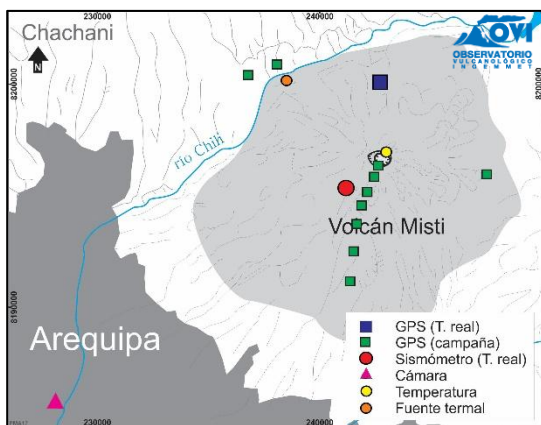 230000
240000
Chachani
N
OVI
OBSERVATORIO
VULCANOLÓGICO
INGEMMET
8200000
8200000
río Chili
Volcán Misti
8190000
Arequipa
GPS (T. real)
GPS (campaña)
Sismómetro (T. real)
Cámara
Temperatura
Fuente termal
230000
240000